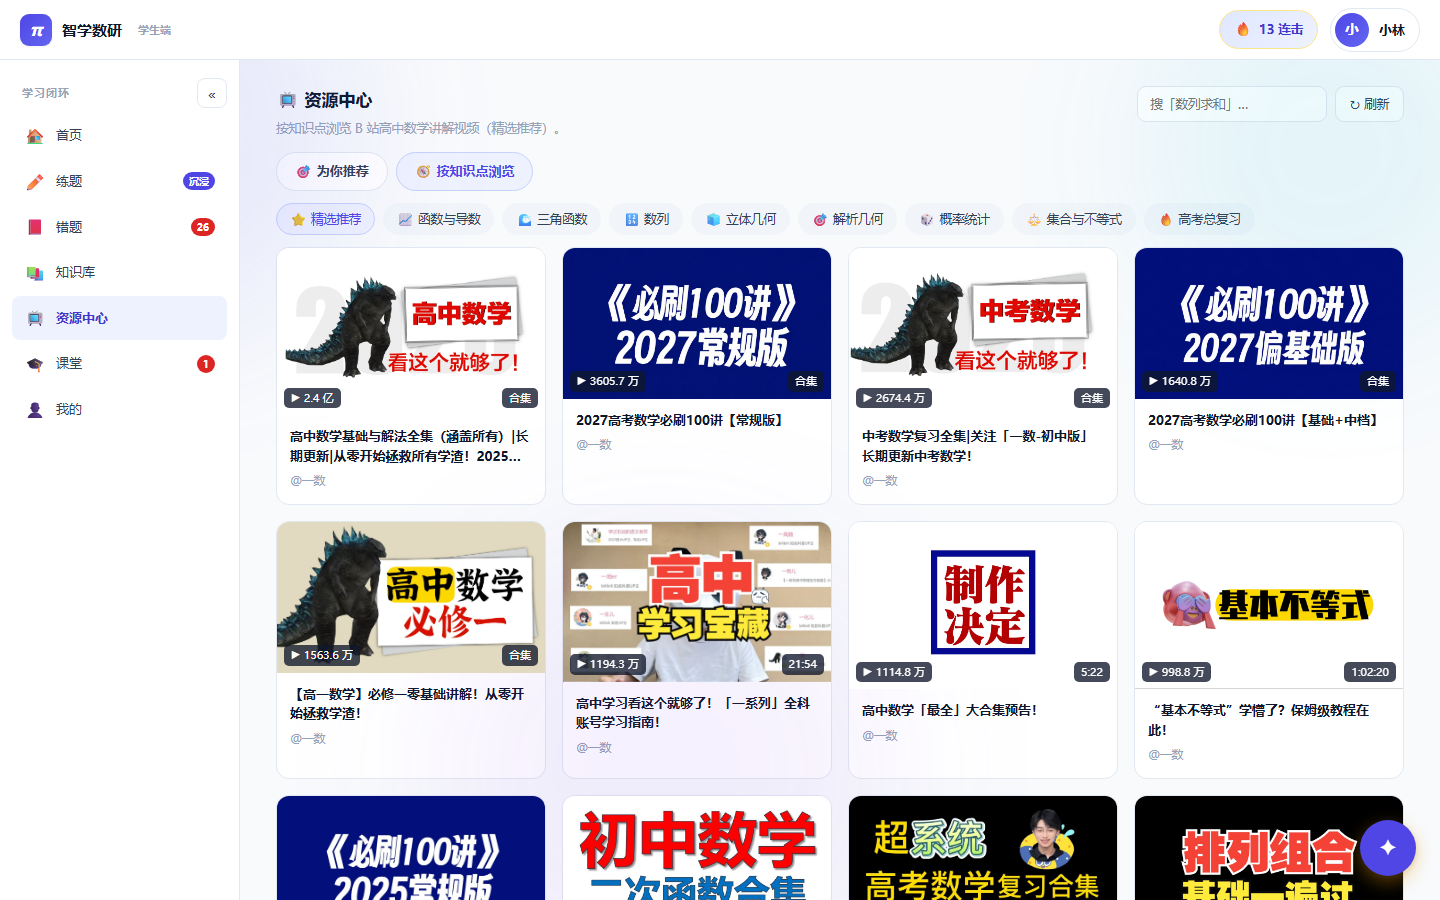 π 智学数研 学生端
13 连击
小 小林
学习闭环 «
首页
练题 沉浸
错题 26
知识库
资源中心
课堂 1
我的
资源中心
按知识点浏览 B 站高中数学讲解视频（精选推荐）。
搜「数列求和」...
↻ 刷新
为你推荐
按知识点浏览
精选推荐
函数与导数
三角函数
数列
立体几何
解析几何
概率统计
集合与不等式
高考总复习
高中数学
看这个就够了!
▶ 2.4 亿 合集
高中数学基础与解法全集（涵盖所有）|长
期更新|从零开始拯救所有学渣！2025...
@一数
《必刷100讲》
2027常规版
▶ 3605.7 万 合集
2027高考数学必刷100讲【常规版】
@一数
中考数学
看这个就够了!
▶ 2674.4 万 合集
中考数学复习全集|关注「一数-初中版」
长期更新中考数学！
@一数
《必刷100讲》
2027偏基础版
▶ 1640.8 万 合集
2027高考数学必刷100讲【基础+中档】
@一数
高中数学
必修一
▶ 1563.6 万 合集
【高一数学】必修一零基础讲解！从零开
始拯救学渣！
@一数
高中
学习宝藏
▶ 1194.3 万 21:54
高中学习看这个就够了！「一系列」全科
账号学习指南！
@一数
制作
决定
▶ 1114.8 万 5:22
高中数学「最全」大合集预告！
@一数
基本不等式
▶ 998.8 万 1:02:20
“基本不等式”学懵了？保姆级教程在
此！
@一数
《必刷100讲》
2025常规版
初中数学
二次函数合集
超系统
高考数学复习合集
排列组合
基础一遍过